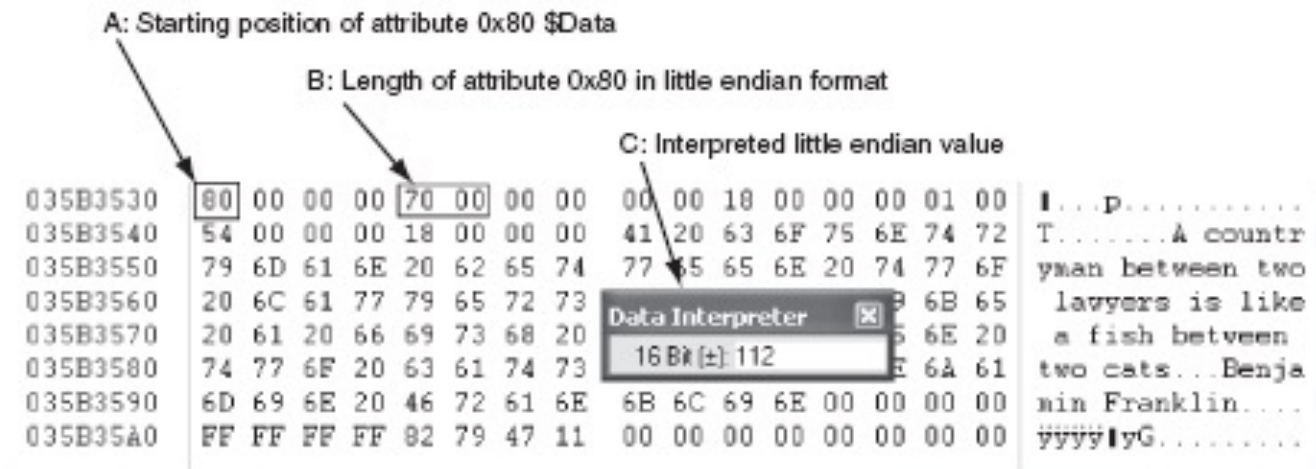 A: Starting position of attribute 0x80 $Data
B: Length of attribute 0x80 in little endian format
C: Interpreted little endian value
035B3530 80 00 00 00 70 00 00 00 00 00 18 00 00 00 01 00 ▮...p...........
035B3540 54 00 00 00 18 00 00 00 41 20 63 6F 75 6E 74 72 T.......A countr
035B3550 79 6D 61 6E 20 62 65 74 77 65 65 6E 20 74 77 6F yman between two
035B3560 20 6C 61 77 79 65 72 73 6B 65 lawyers is like
035B3570 20 61 20 66 69 73 68 20 6E 20 a fish between
035B3580 74 77 6F 20 63 61 74 73 6A 61 two cats...Benja
035B3590 6D 69 6E 20 46 72 61 6E 6B 6C 69 6E 00 00 00 00 min Franklin....
035B35A0 FF FF FF FF 82 79 47 11 00 00 00 00 00 00 00 00 ÿÿÿÿ▮yG.........
Data Interpreter
16 Bit (±): 112